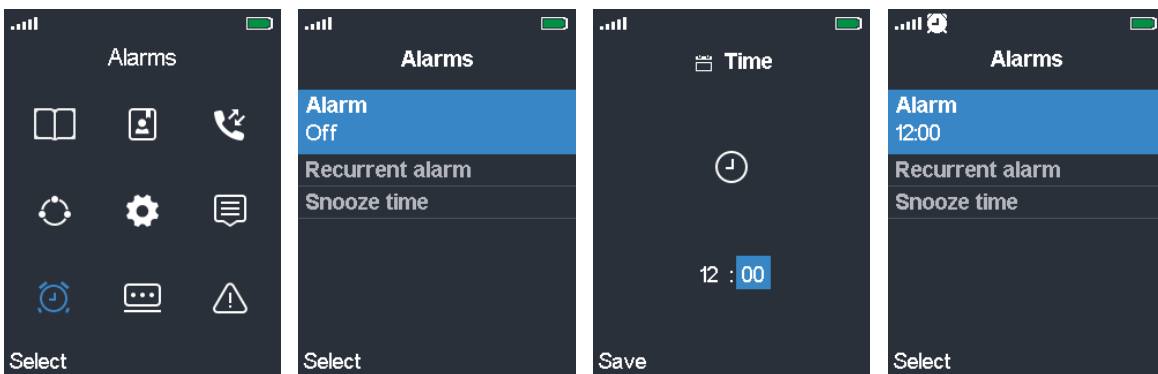 Alarms
Select
Alarms
Alarm
Off
Recurrent alarm
Snooze time
Select
Time
12 : 00
Save
Alarms
Alarm
12:00
Recurrent alarm
Snooze time
Select